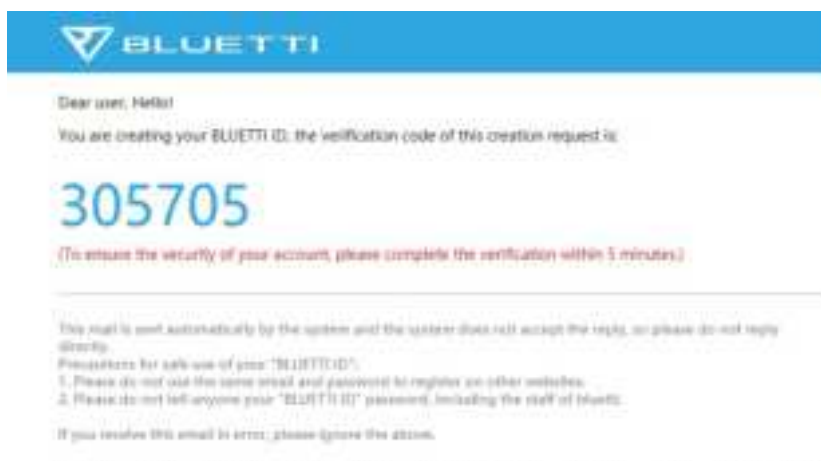 BLUETTI
Dear user, Hello!
You are creating your BLUETTI ID, the verification code of this creation request is:
305705
(To ensure the security of your account, please complete the verification within 5 minutes.)
This mail is sent automatically by the system and the system does not accept the reply, so please do not reply
directly.
Precautions for safe use of your "BLUETTI ID":
1. Please do not use the same email and password to register on other websites.
2. Please do not tell anyone your "BLUETTI ID" password, including the staff of bluetti.
If you receive this email in error, please ignore the above.